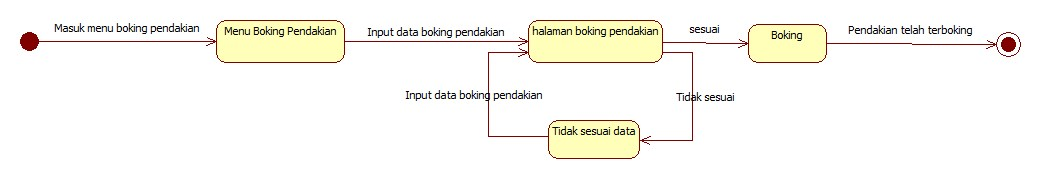 Masuk menu boking pendakian
Menu Boking Pendakian
Input data boking pendakian
halaman boking pendakian
sesuai
Boking
Pendakian telah terboking
Input data boking pendakian
Tidak sesuai
Tidak sesuai data